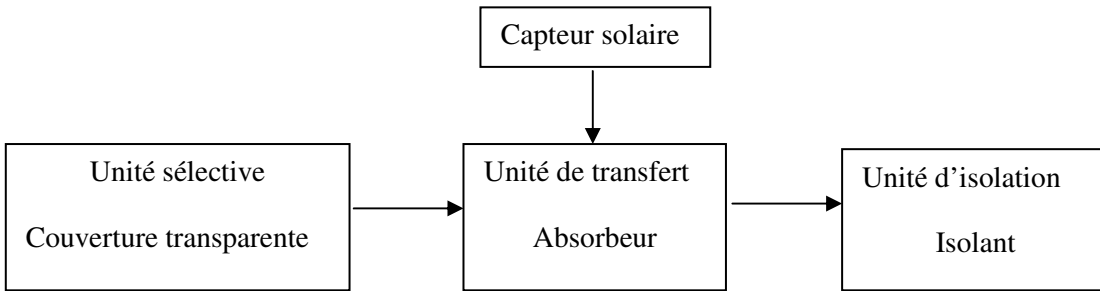 Capteur solaire
Unité sélective
Couverture transparente
Unité de transfert
Absorbeur
Unité d’isolation
Isolant